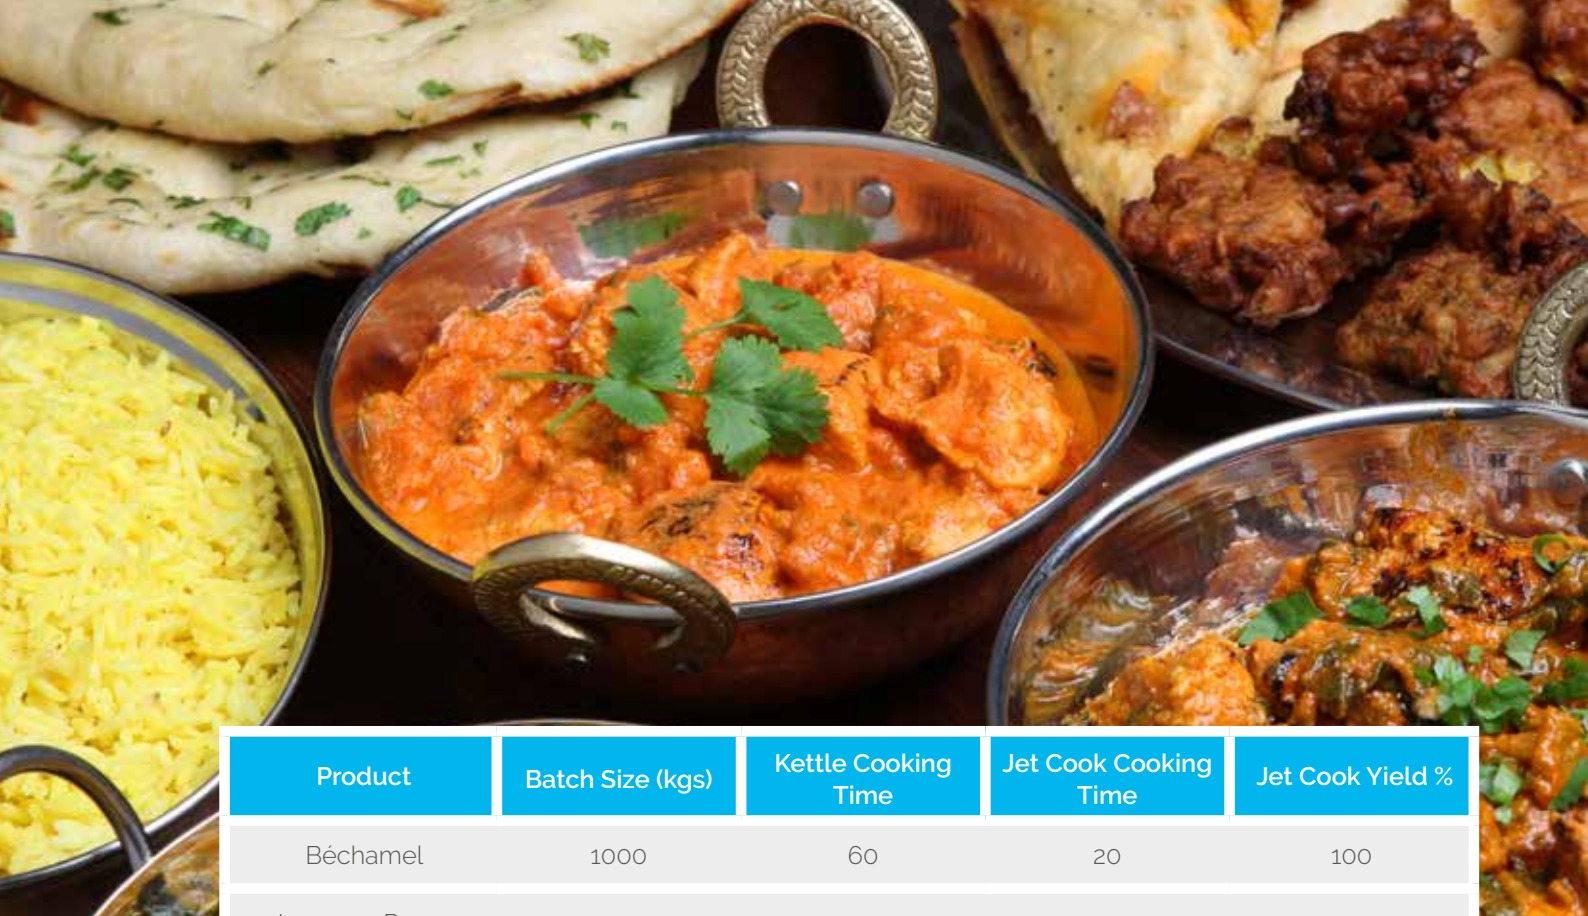 Product Batch Size (kgs) Kettle Cooking Time Jet Cook Cooking Time Jet Cook Yield %
Béchamel 1000 60 20 100